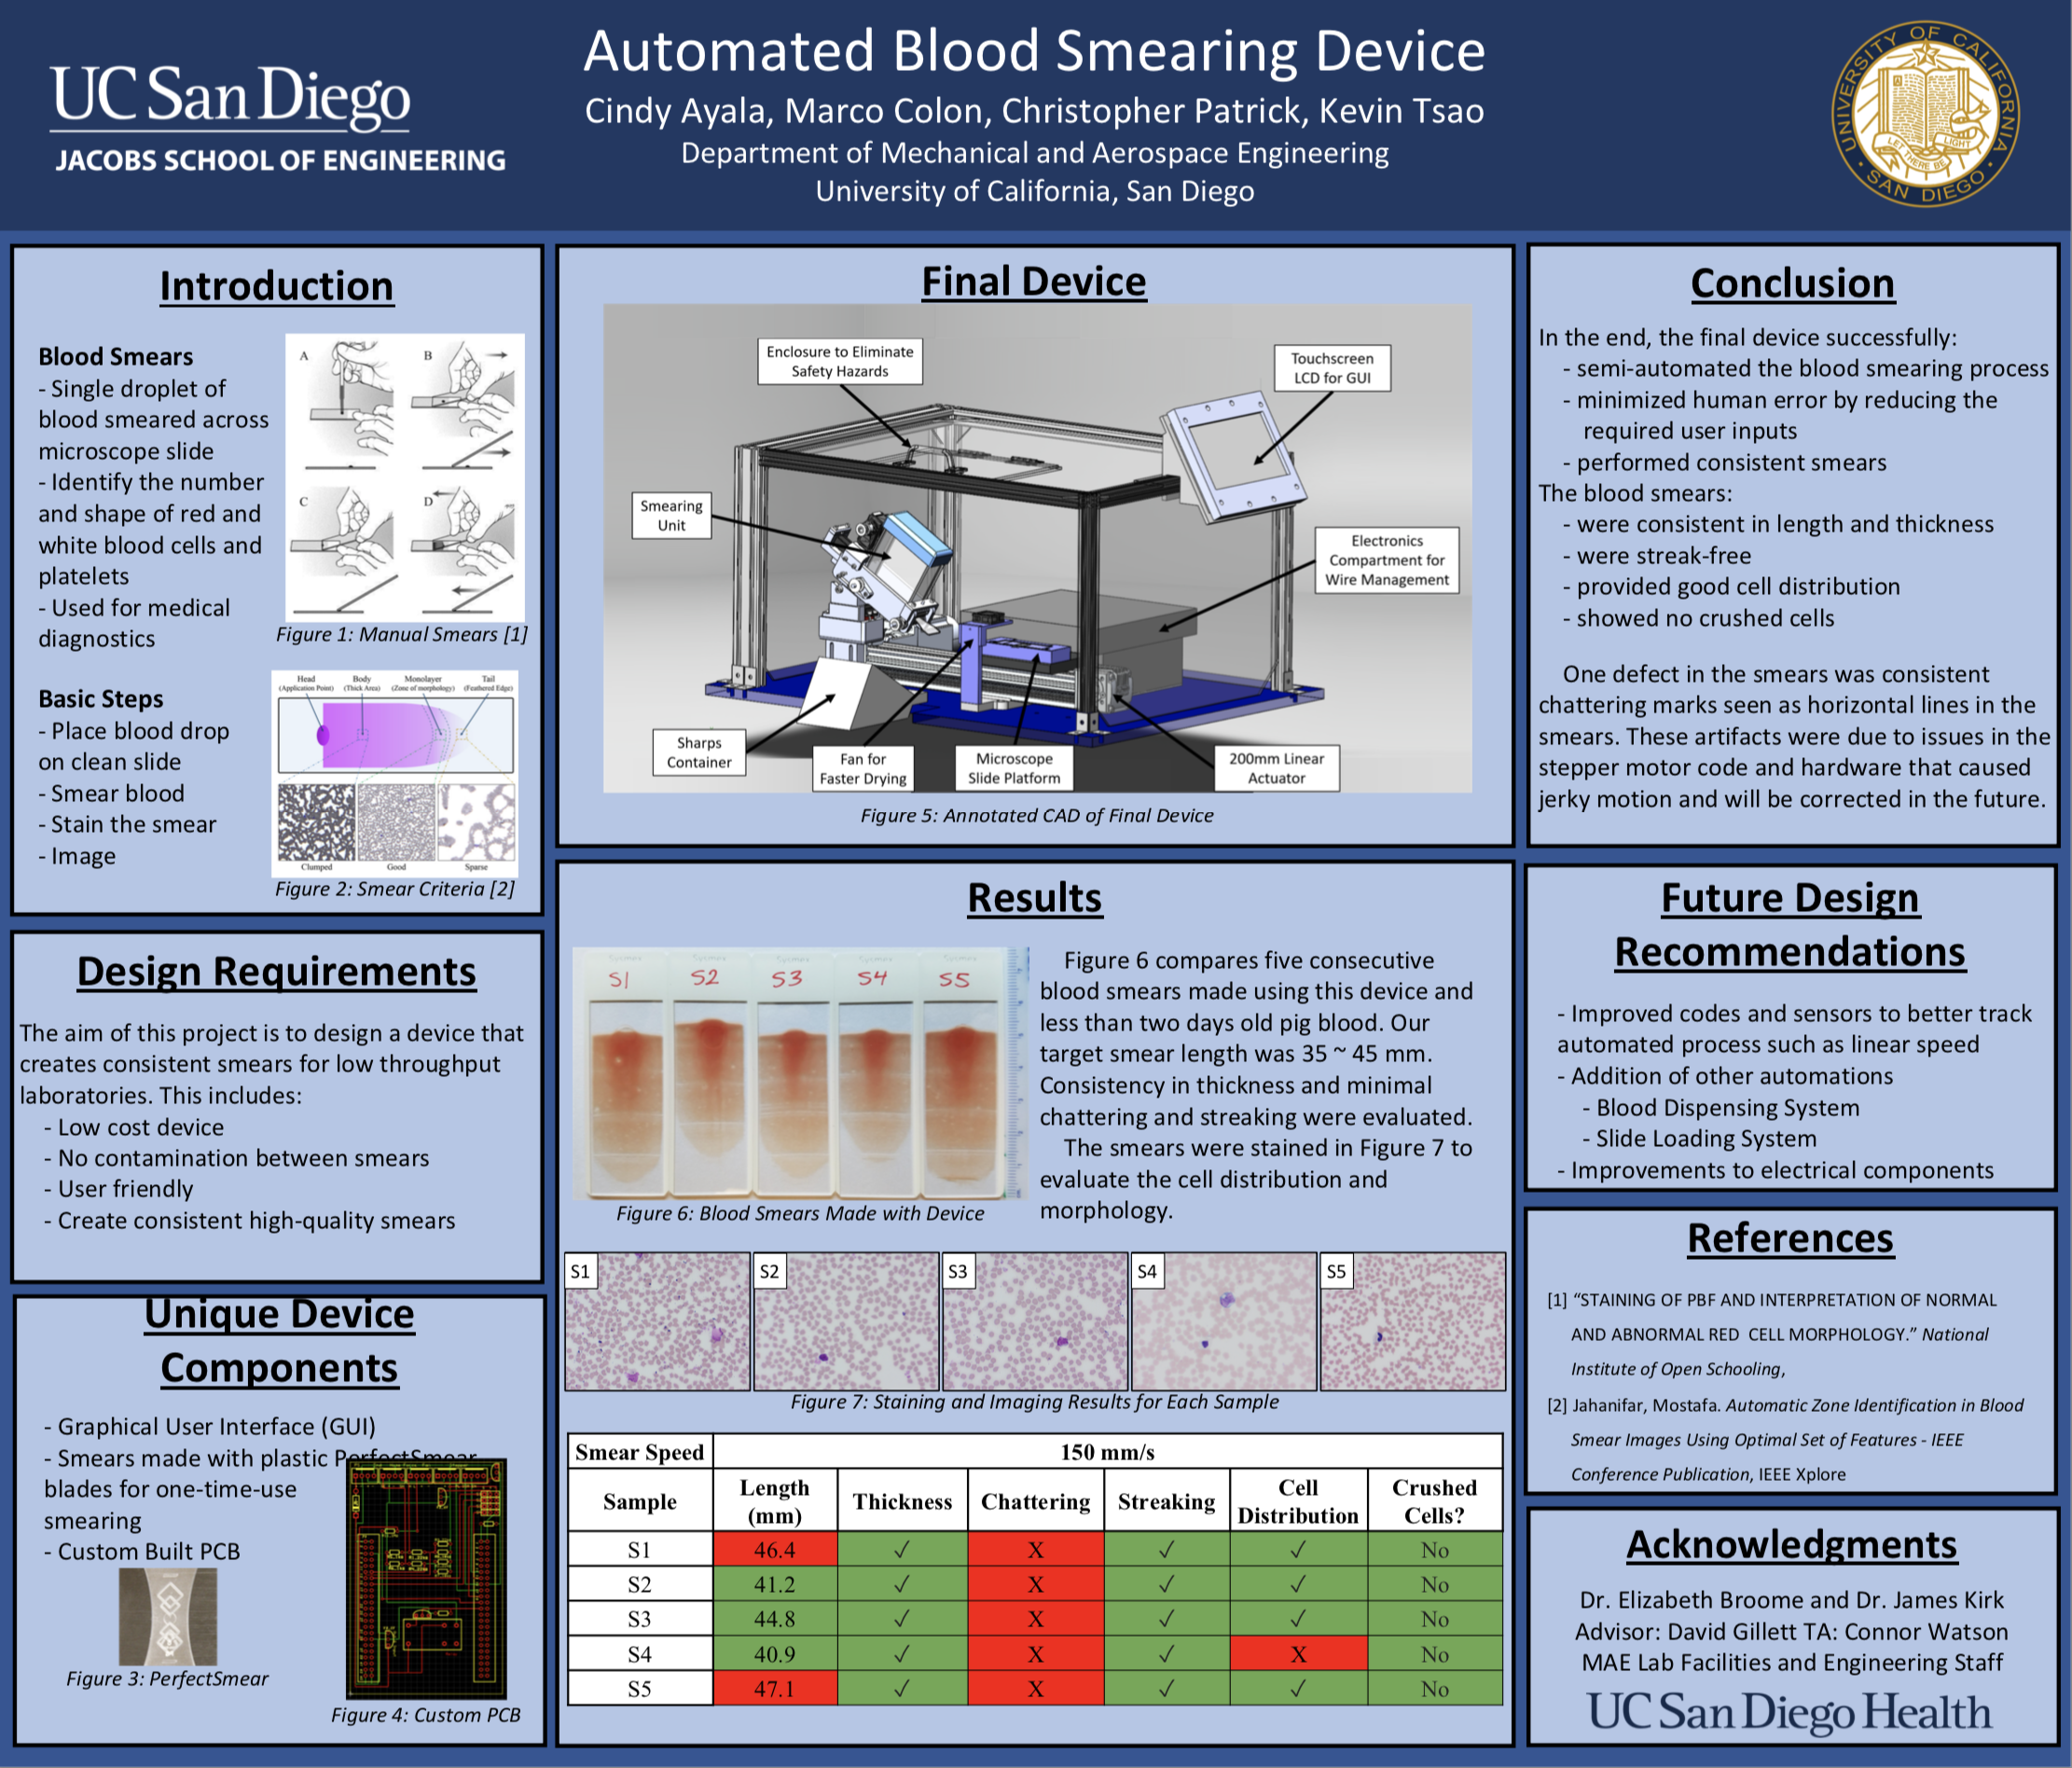 UC San Diego
JACOBS SCHOOL OF ENGINEERING
Automated Blood Smearing Device
Cindy Ayala, Marco Colon, Christopher Patrick, Kevin Tsao
Department of Mechanical and Aerospace Engineering
University of California, San Diego
UNIVERSITY OF CALIFORNIA
LET THERE BE LIGHT
SAN DIEGO
Introduction
Blood Smears
- Single droplet of
blood smeared across
microscope slide
- Identify the number
and shape of red and
white blood cells and
platelets
- Used for medical
diagnostics
A
B
C
D
Figure 1: Manual Smears [1]
Basic Steps
- Place blood drop
on clean slide
- Smear blood
- Stain the smear
- Image
Head Body Monolayer Tail
(Application Point) (Thick Area) (Zone of morphology) (Feathered Edge)
Clumped Good Sparse
Figure 2: Smear Criteria [2]
Design Requirements
The aim of this project is to design a device that
creates consistent smears for low throughput
laboratories. This includes:
- Low cost device
- No contamination between smears
- User friendly
- Create consistent high-quality smears
Unique Device
Components
- Graphical User Interface (GUI)
- Smears made with plastic PerfectSmear
blades for one-time-use
smearing
- Custom Built PCB
Figure 3: PerfectSmear
Figure 4: Custom PCB
Final Device
Enclosure to Eliminate
Safety Hazards
Touchscreen
LCD for GUI
Smearing
Unit
Electronics
Compartment for
Wire Management
Sharps
Container
Fan for
Faster Drying
Microscope
Slide Platform
200mm Linear
Actuator
Figure 5: Annotated CAD of Final Device
Results
S1 S2 S3 S4 S5
Figure 6: Blood Smears Made with Device
Figure 6 compares five consecutive
blood smears made using this device and
less than two days old pig blood. Our
target smear length was 35 ~ 45 mm.
Consistency in thickness and minimal
chattering and streaking were evaluated.
The smears were stained in Figure 7 to
evaluate the cell distribution and
morphology.
S1 S2 S3 S4 S5
Figure 7: Staining and Imaging Results for Each Sample
Smear Speed 150 mm/s
Sample Length (mm) Thickness Chattering Streaking Cell Distribution Crushed Cells?
S1 46.4 ✓ X ✓ ✓ No
S2 41.2 ✓ X ✓ ✓ No
S3 44.8 ✓ X ✓ ✓ No
S4 40.9 ✓ X ✓ X No
S5 47.1 ✓ X ✓ ✓ No
Conclusion
In the end, the final device successfully:
- semi-automated the blood smearing process
- minimized human error by reducing the
required user inputs
- performed consistent smears
The blood smears:
- were consistent in length and thickness
- were streak-free
- provided good cell distribution
- showed no crushed cells
One defect in the smears was consistent
chattering marks seen as horizontal lines in the
smears. These artifacts were due to issues in the
stepper motor code and hardware that caused
jerky motion and will be corrected in the future.
Future Design
Recommendations
- Improved codes and sensors to better track
automated process such as linear speed
- Addition of other automations
- Blood Dispensing System
- Slide Loading System
- Improvements to electrical components
References
[1] “STAINING OF PBF AND INTERPRETATION OF NORMAL
AND ABNORMAL RED CELL MORPHOLOGY.” National
Institute of Open Schooling,
[2] Jahanifar, Mostafa. Automatic Zone Identification in Blood
Smear Images Using Optimal Set of Features - IEEE
Conference Publication, IEEE Xplore
Acknowledgments
Dr. Elizabeth Broome and Dr. James Kirk
Advisor: David Gillett TA: Connor Watson
MAE Lab Facilities and Engineering Staff
UC San Diego Health